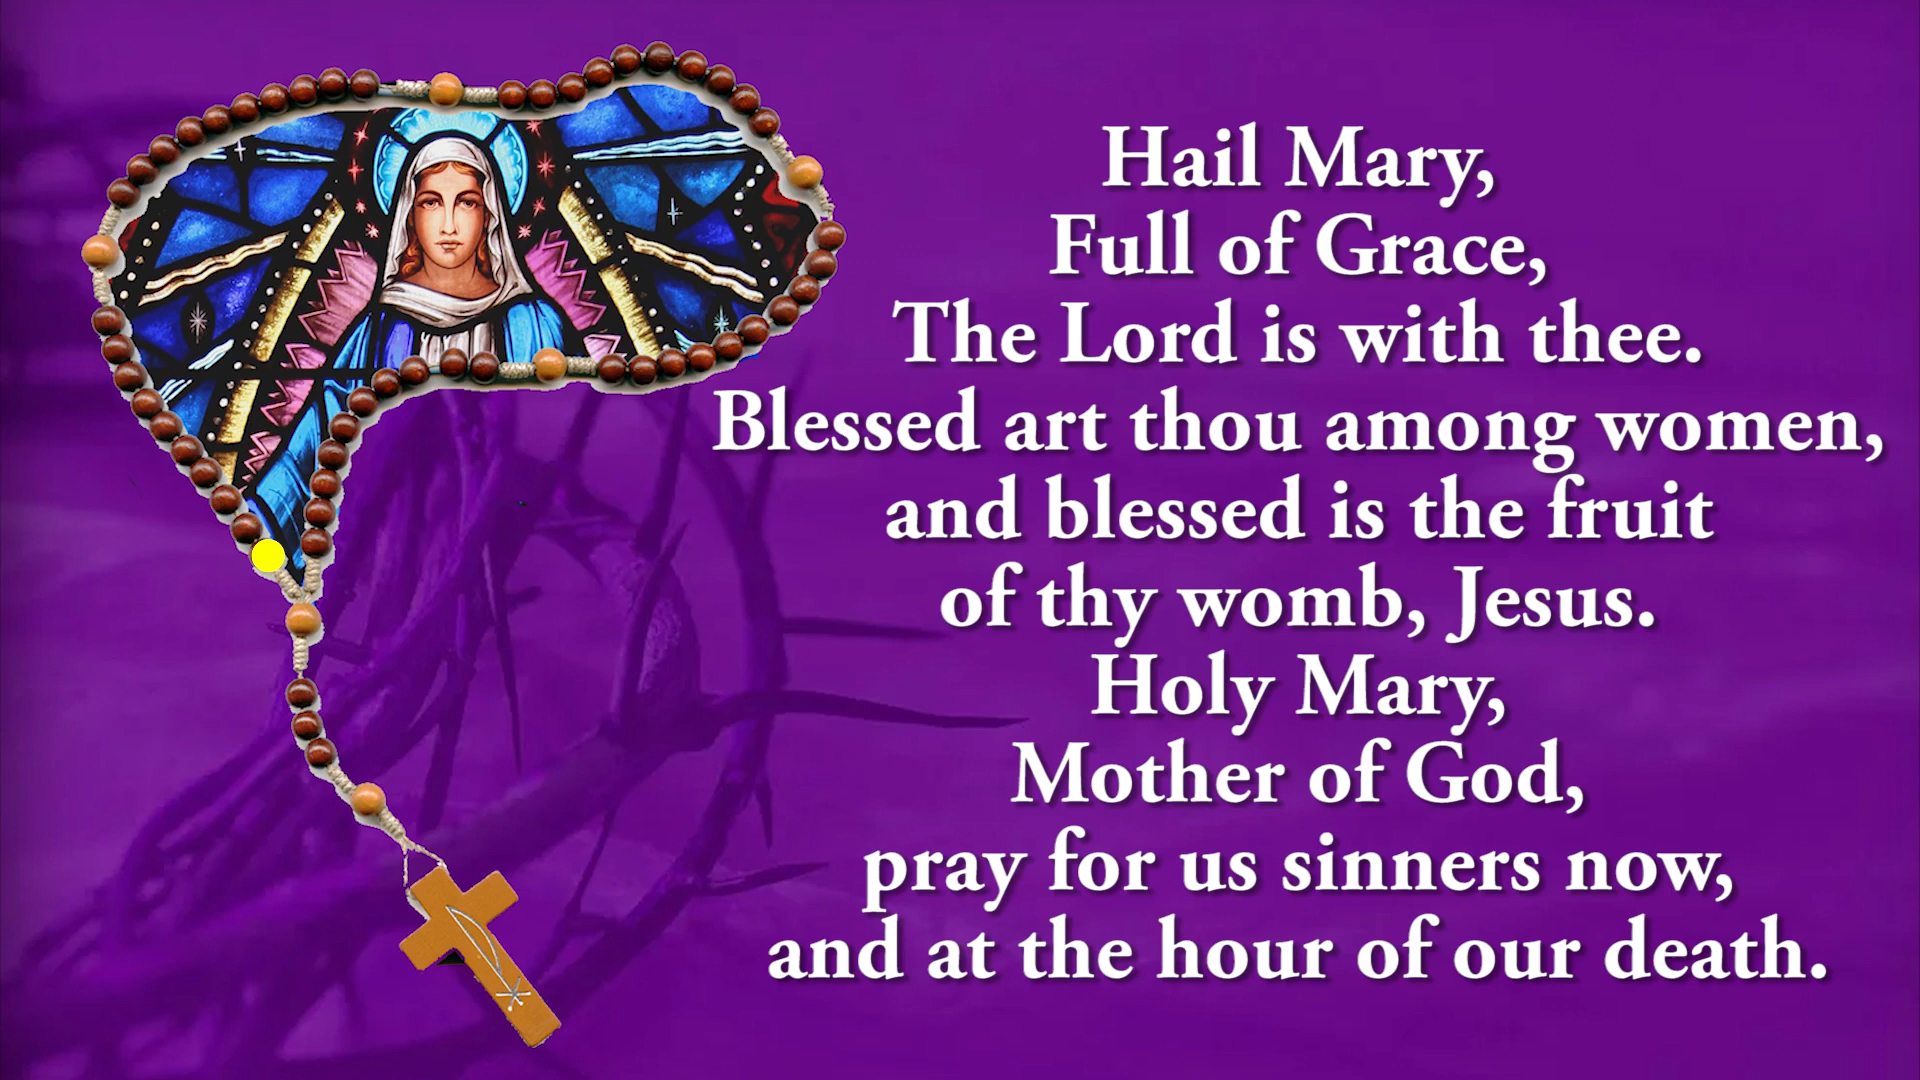 Hail Mary,
Full of Grace,
The Lord is with thee.
Blessed art thou among women,
and blessed is the fruit
of thy womb, Jesus.
Holy Mary,
Mother of God,
pray for us sinners now,
and at the hour of our death.